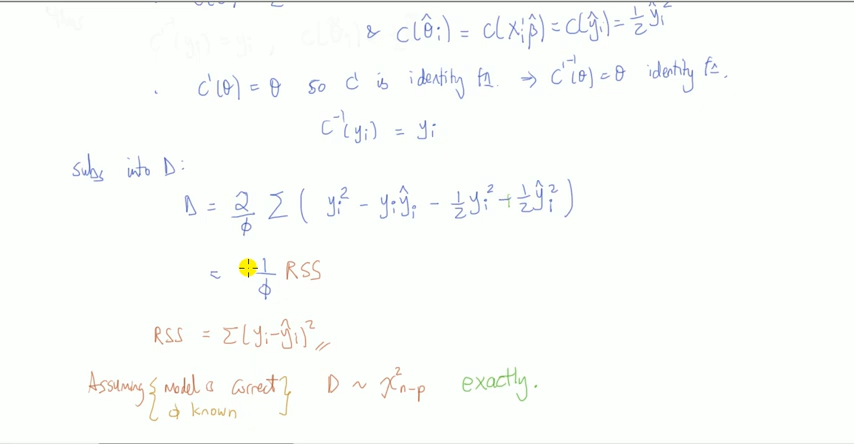 & C(θ̂i) = C(xi'β̂) = C(ŷi) = ½ŷi²
. C'(θ) = θ so C' is identity fn. ⇒ C'⁻¹(θ) = θ identity fn.
C'⁻¹(yi) = yi
subs into D:
D = 2/ϕ Σ ( yi² - yiŷi - ½yi² + ½ŷi² )
= 1/ϕ RSS
RSS = Σ(yi-ŷi)² //
Assuming { model is correct } D ~ χ²n-p exactly.
{ ϕ known